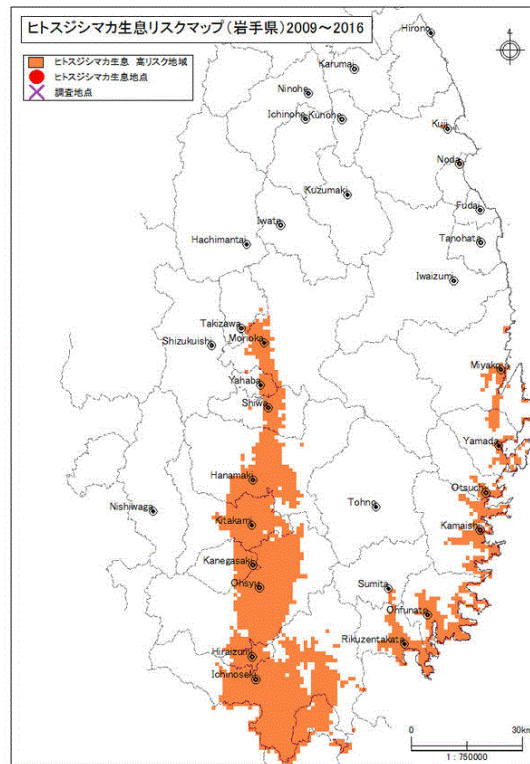 ヒトスジシマカ生息リスクマップ(岩手県)2009～2016
ヒトスジシマカ生息 高リスク地域
ヒトスジシマカ生息地点
調査地点
4
Hirono
Karumai
Ninohe
Ichinohe
Kunohe
Kuji
Noda
Kuzumaki
Fudai
Iwate
Tanohata
Hachimantai
Iwaizumi
Takizawa
Morioka
Shizukuishi
Miyako
Yahaba
Shiwa
Yamada
Hanamaki
Otsuchi
Nishiwaga
Tohno
Kitakami
Kamaishi
Kanegasaki
Ohsyu
Sumita
Ohfunato
Rikuzentakata
Hiraizumi
Ichinoseki
0 30km
1 : 750000